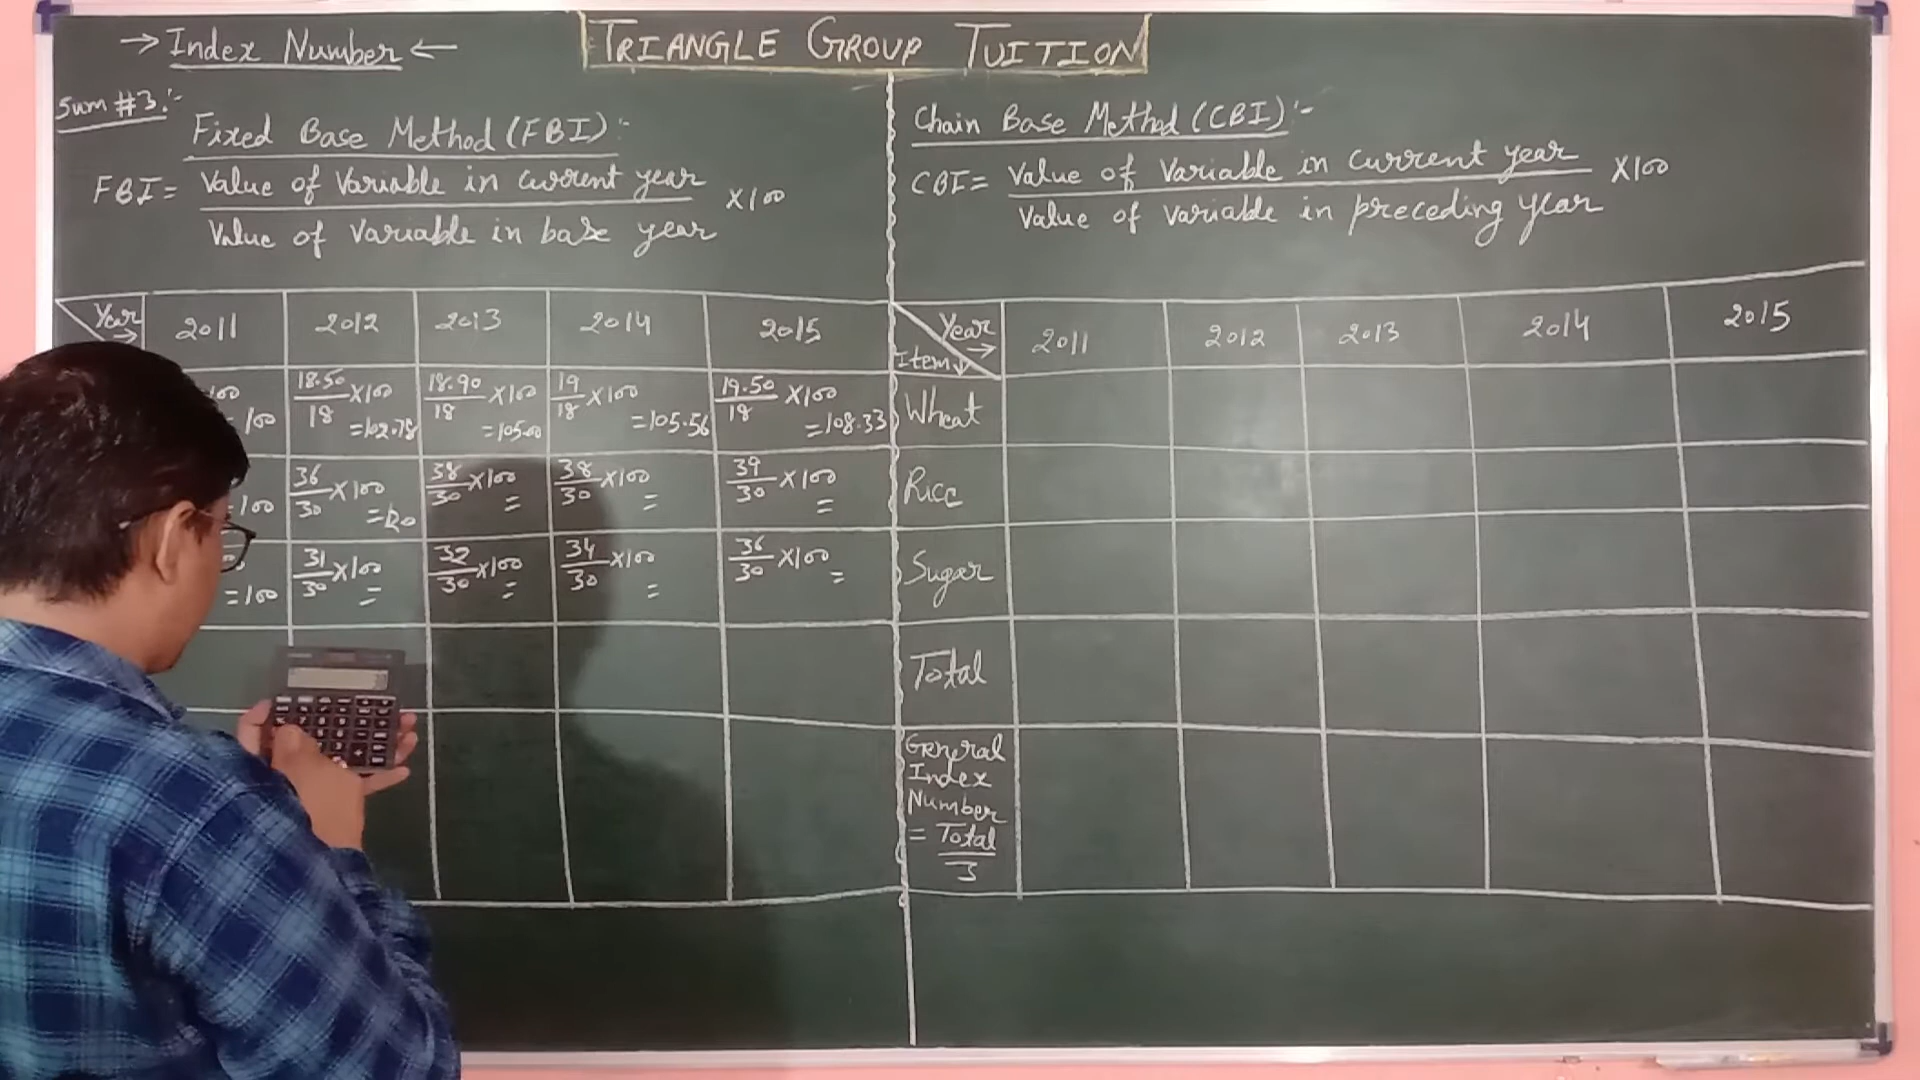 → Index Number ←
TRIANGLE GROUP TUITION
Sum #3:-
Fixed Base Method (FBI):-
FBI = Value of Variable in current year / Value of Variable in base year ×100
Year → 2011 2012 2013 2014 2015
100 = 100 18.50/18 ×100 = 102.78 18.90/18 ×100 = 105.00 19/18 ×100 = 105.56 19.50/18 ×100 = 108.33
= 100 36/30 ×100 = 120 38/30 ×100 = 38/30 ×100 = 39/30 ×100 =
= 100 31/30 ×100 = 32/30 ×100 = 34/30 ×100 = 36/30 ×100 =
Chain Base Method (CBI):-
CBI = Value of Variable in current year / Value of Variable in preceding year ×100
Year → Item ↓ 2011 2012 2013 2014 2015
Wheat
Rice
Sugar
Total
General
Index
Number
= Total
3